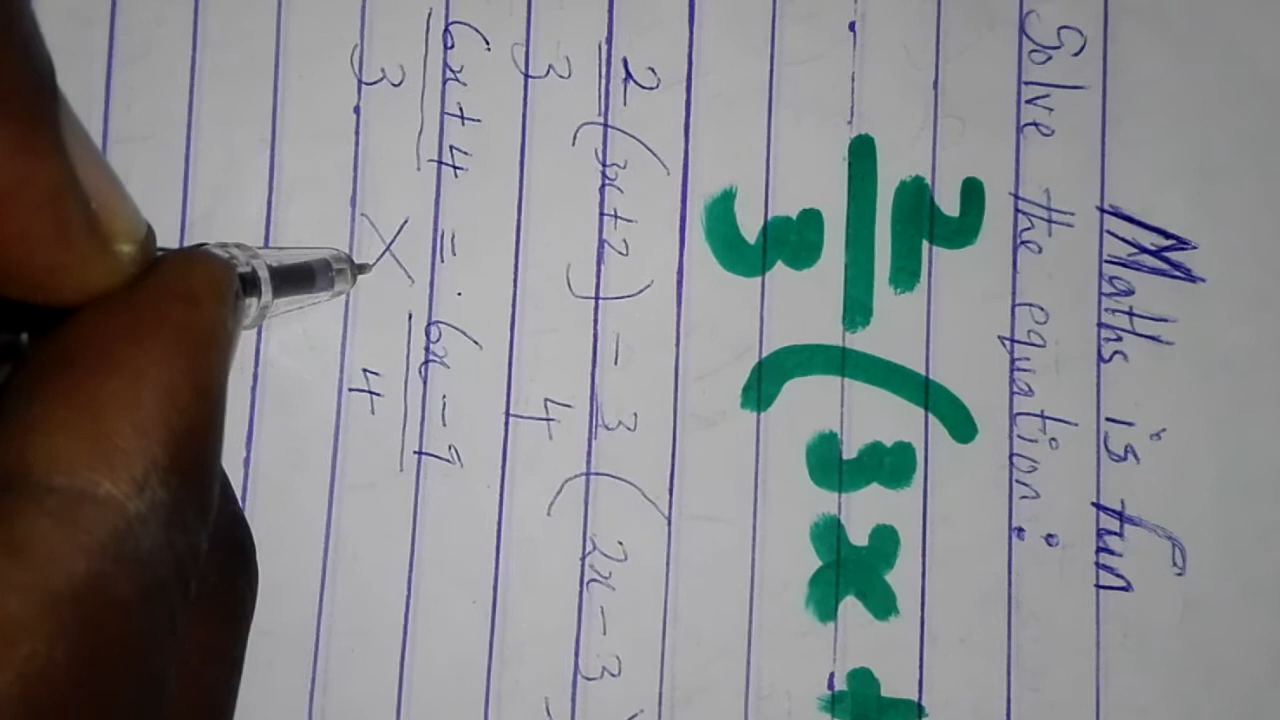 Maths is fun
Solve the equation:
2/3 (3x +
2/3 (3x+2) - 3/4 (2x-3)
6x+4/3 = 6x-9/4